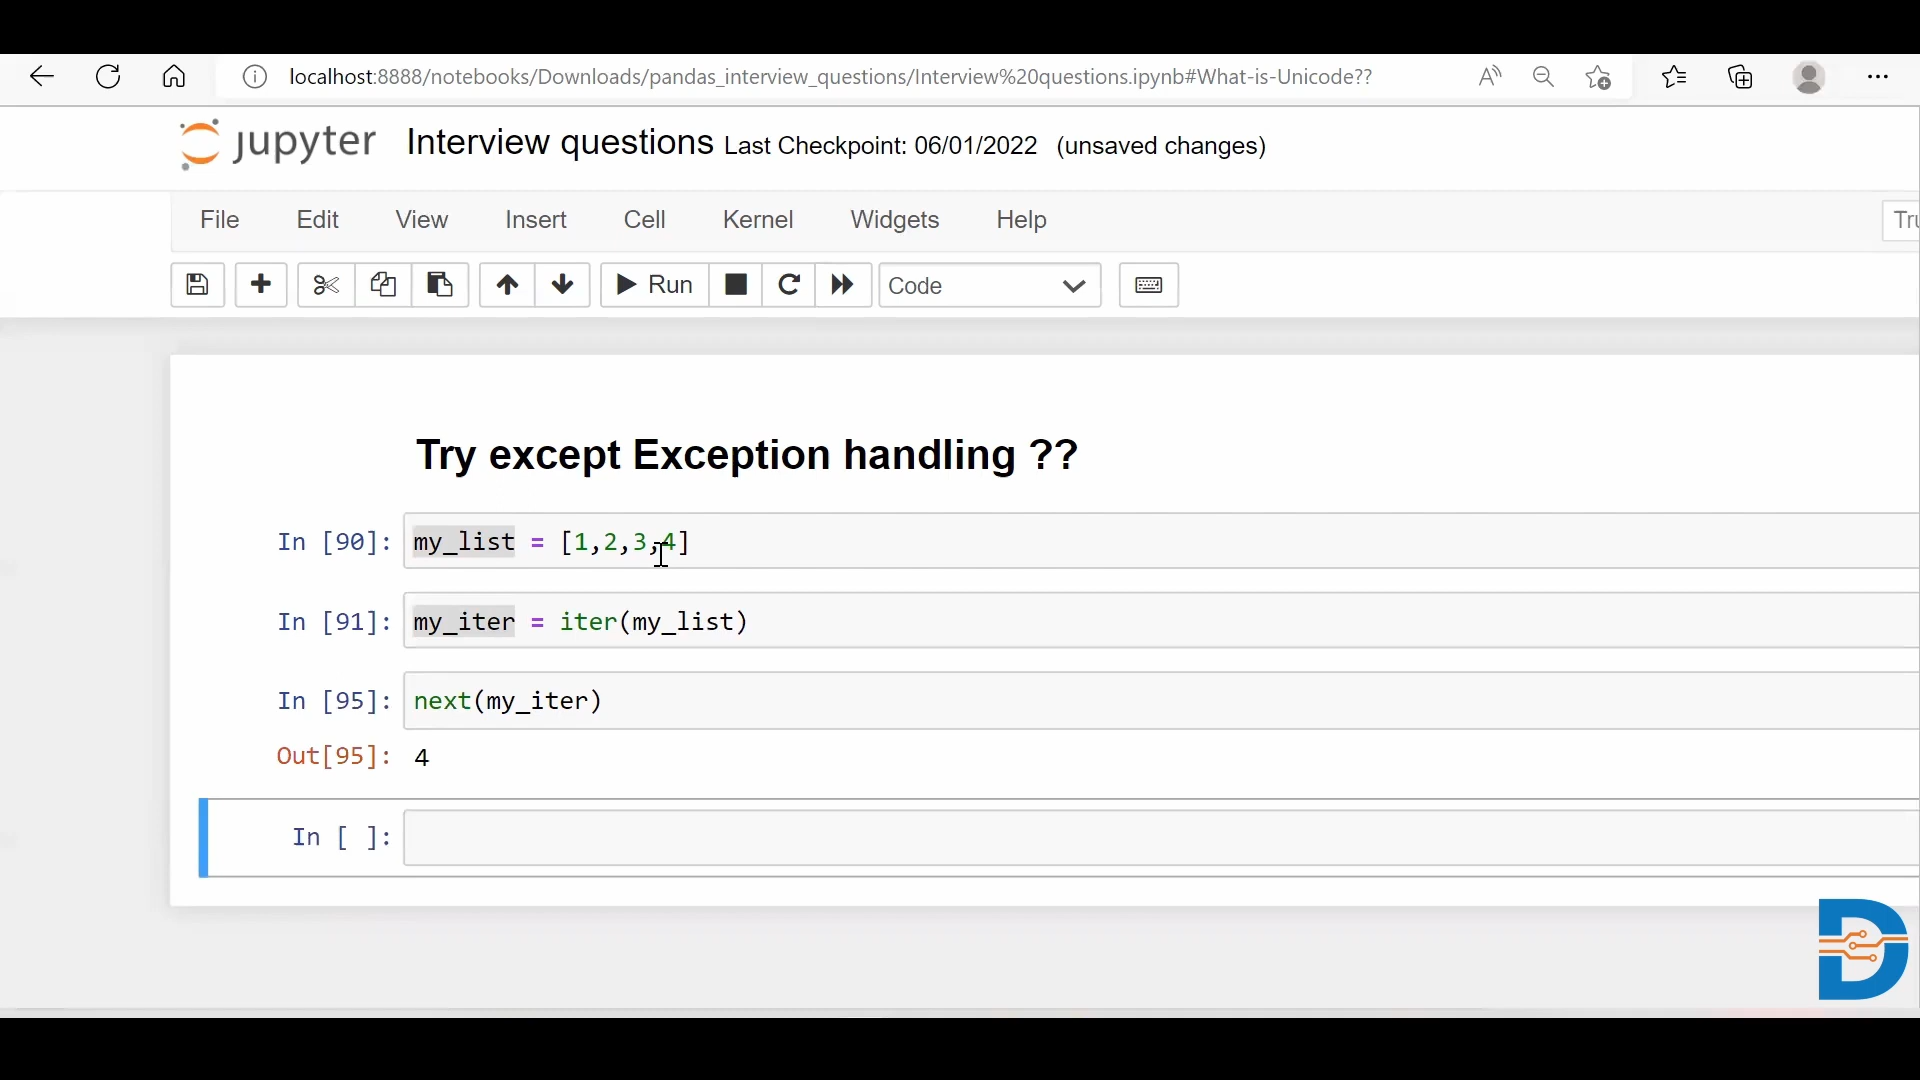 localhost:8888/notebooks/Downloads/pandas_interview_questions/Interview%20questions.ipynb#What-is-Unicode??
jupyter Interview questions Last Checkpoint: 06/01/2022 (unsaved changes)
File Edit View Insert Cell Kernel Widgets Help Tru
Run Code
Try except Exception handling ??
In [90]: my_list = [1,2,3,4]
In [91]: my_iter = iter(my_list)
In [95]: next(my_iter)
Out[95]: 4
In [ ]: